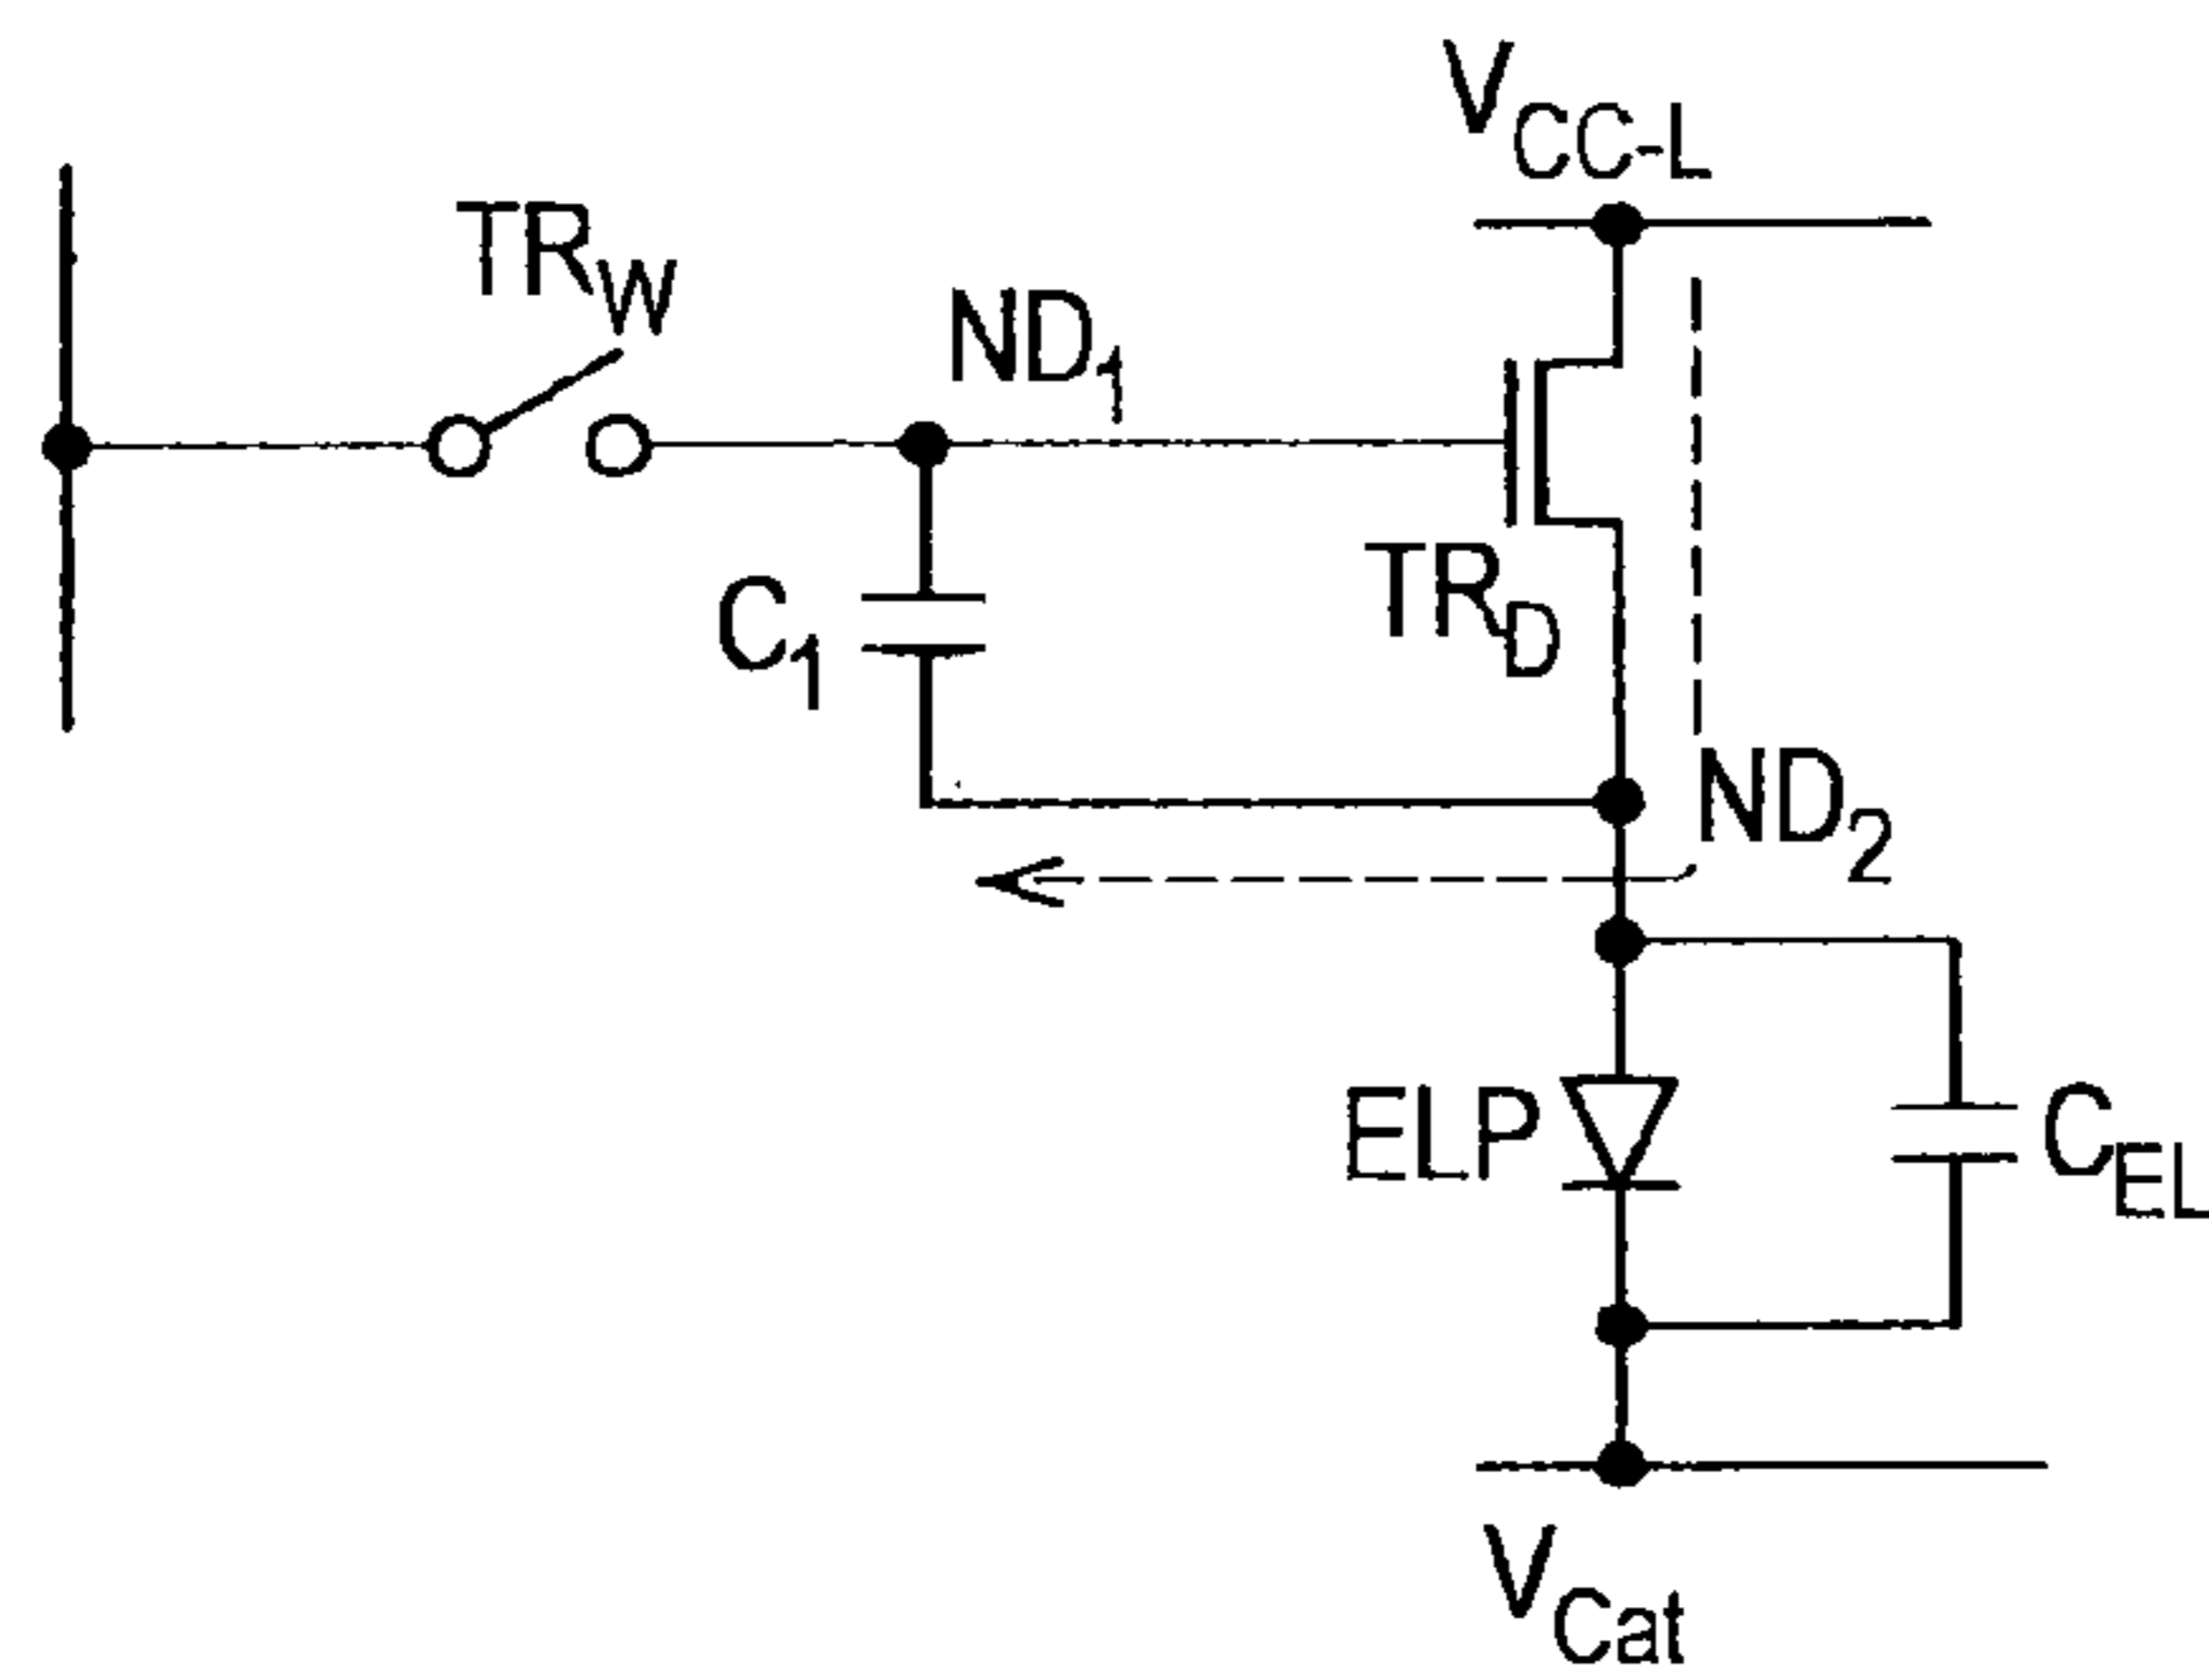 V_CC-L
TR_W
ND_1
C_1
TR_D
ND_2
ELP
C_EL
V_Cat